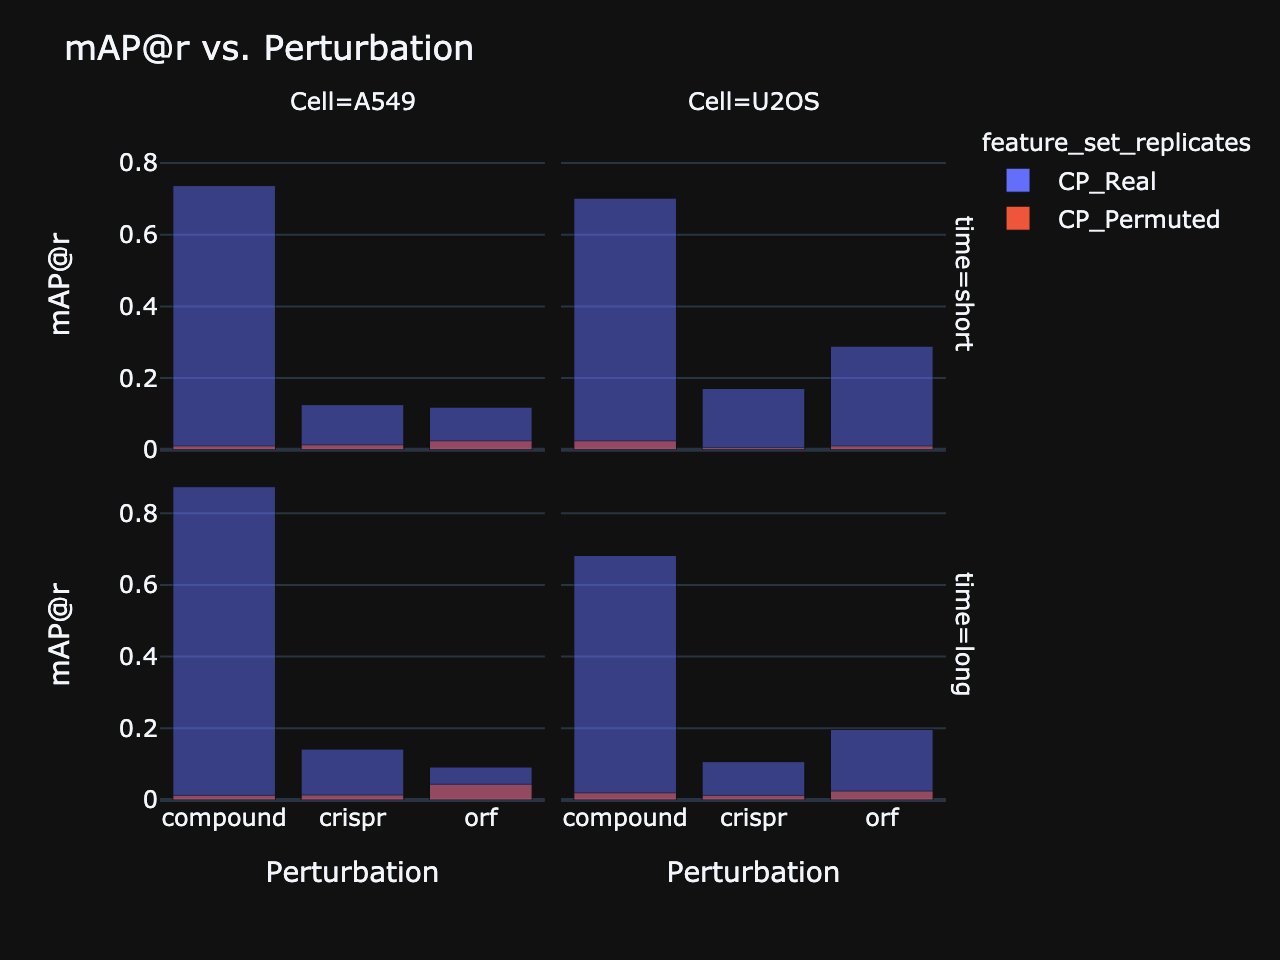 mAP@r vs. Perturbation
Cell=A549
Cell=U2OS
feature_set_replicates
CP_Real
CP_Permuted
mAP@r
0.8
0.6
0.4
0.2
0
time=short
mAP@r
0.8
0.6
0.4
0.2
0
time=long
compound crispr orf
compound crispr orf
Perturbation
Perturbation